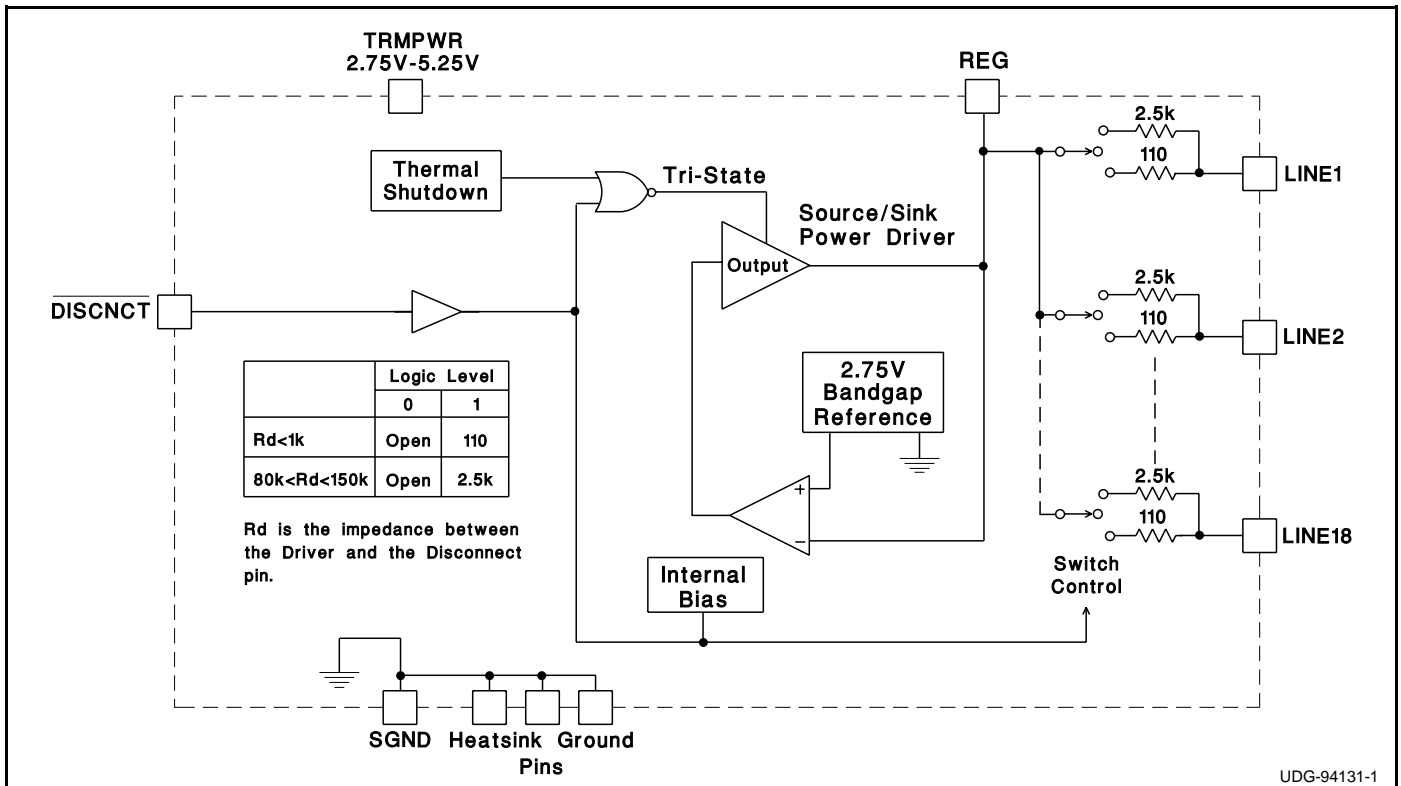 TRMPWR
2.75V-5.25V
REG
2.5k
110
LINE1
Thermal
Shutdown
Tri-State
Source/Sink
Power Driver
Output
DISCNCT
2.5k
110
LINE2
Logic Level
0 1
Rd<1k Open 110
80k<Rd<150k Open 2.5k
Rd is the impedance between
the Driver and the Disconnect
pin.
2.75V
Bandgap
Reference
+
−
2.5k
110
LINE18
Switch
Control
Internal
Bias
SGND Heatsink Ground
Pins
UDG-94131-1